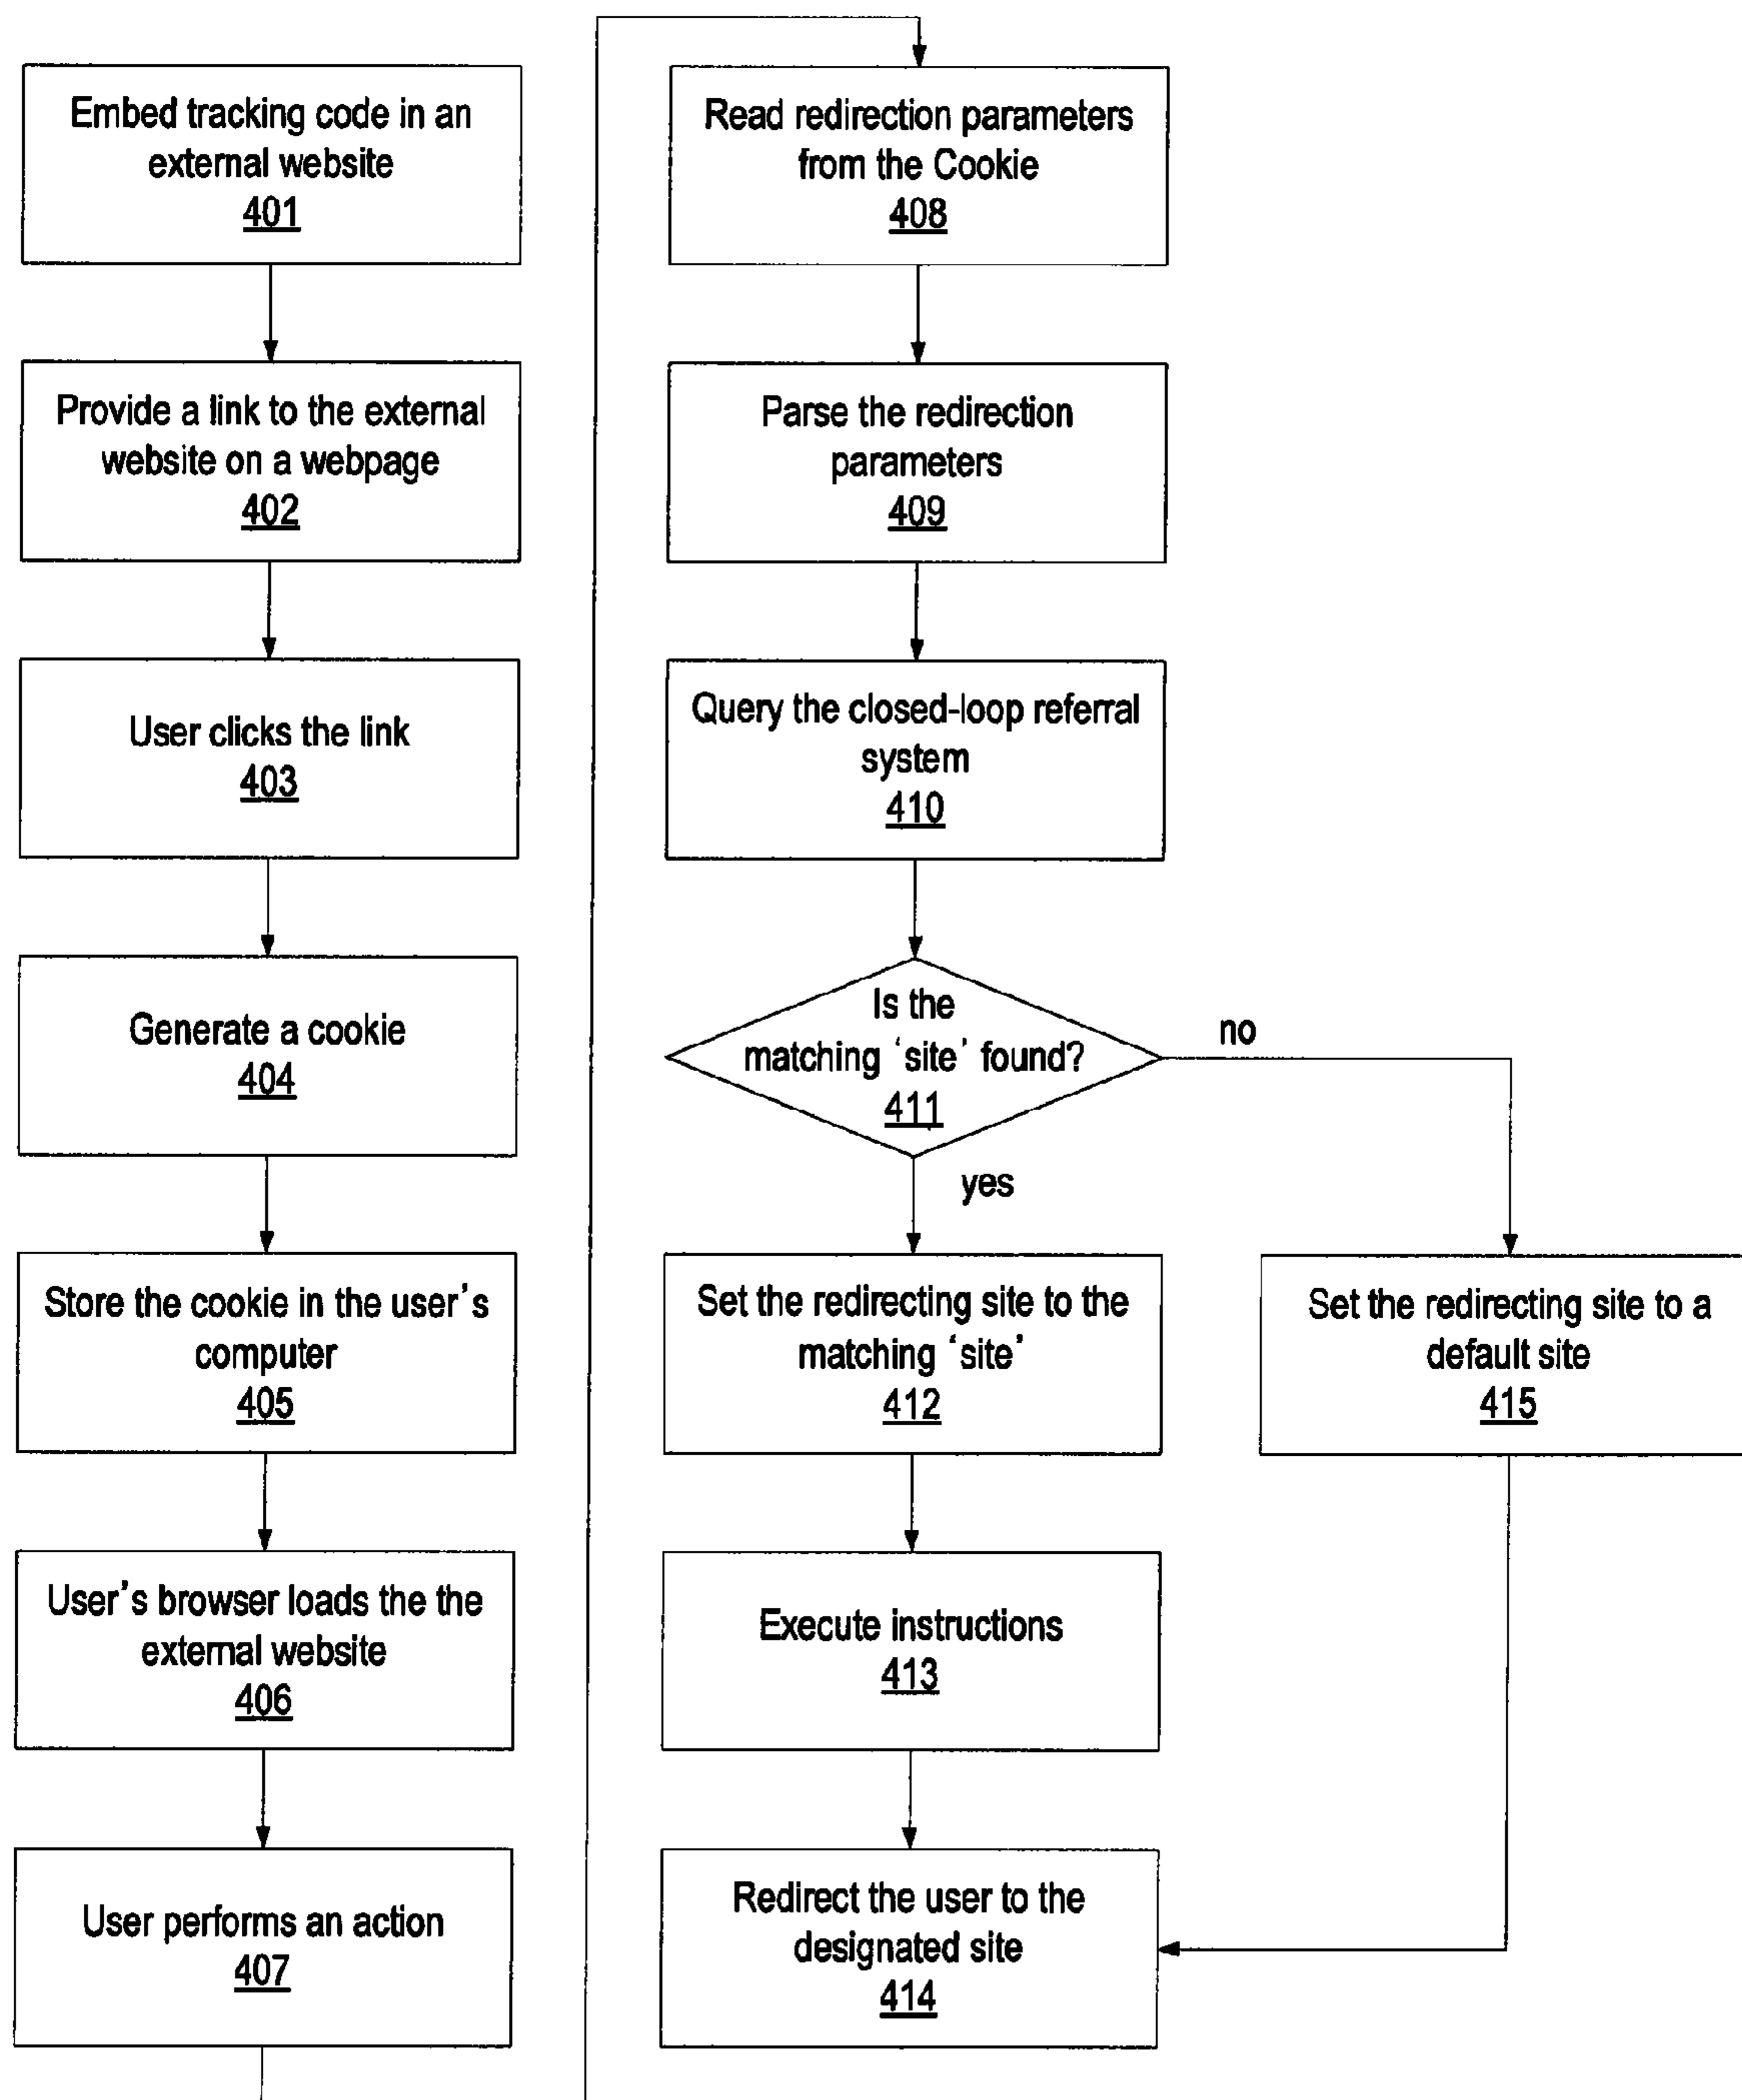 Embed tracking code in an
external website
401
Provide a link to the external
website on a webpage
402
User clicks the link
403
Generate a cookie
404
Store the cookie in the user's
computer
405
User's browser loads the the
external website
406
User performs an action
407
Read redirection parameters
from the Cookie
408
Parse the redirection
parameters
409
Query the closed-loop referral
system
410
Is the
matching 'site' found?
411
no
yes
Set the redirecting site to the
matching 'site'
412
Set the redirecting site to a
default site
415
Execute instructions
413
Redirect the user to the
designated site
414